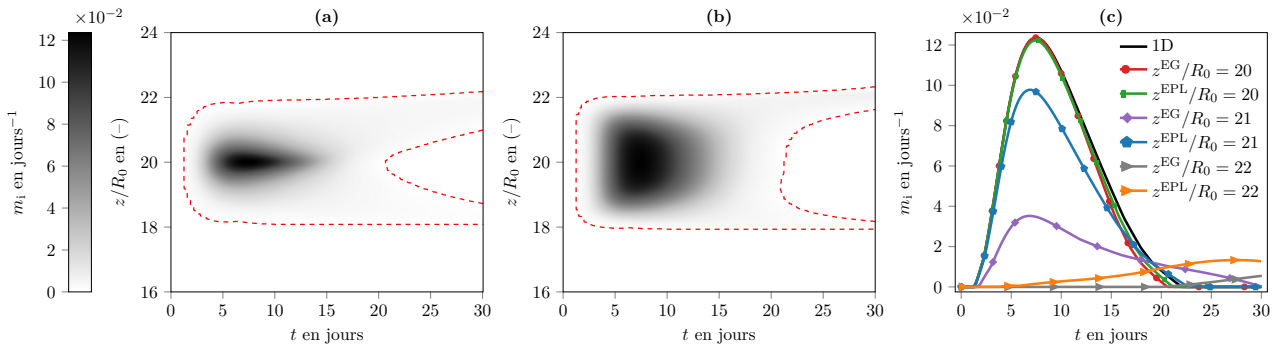 ×10⁻²
(a)
(b)
(c)
12
10
8
6
4
2
0
mᵢ en jours⁻¹
24
22
20
18
16
z/R₀ en (−)
0 5 10 15 20 25 30
t en jours
24
22
20
18
16
z/R₀ en (−)
0 5 10 15 20 25 30
t en jours
×10⁻²
12
10
8
6
4
2
0
mᵢ en jours⁻¹
0 5 10 15 20 25 30
t en jours
1D
z^EG/R₀ = 20
z^EPL/R₀ = 20
z^EG/R₀ = 21
z^EPL/R₀ = 21
z^EG/R₀ = 22
z^EPL/R₀ = 22